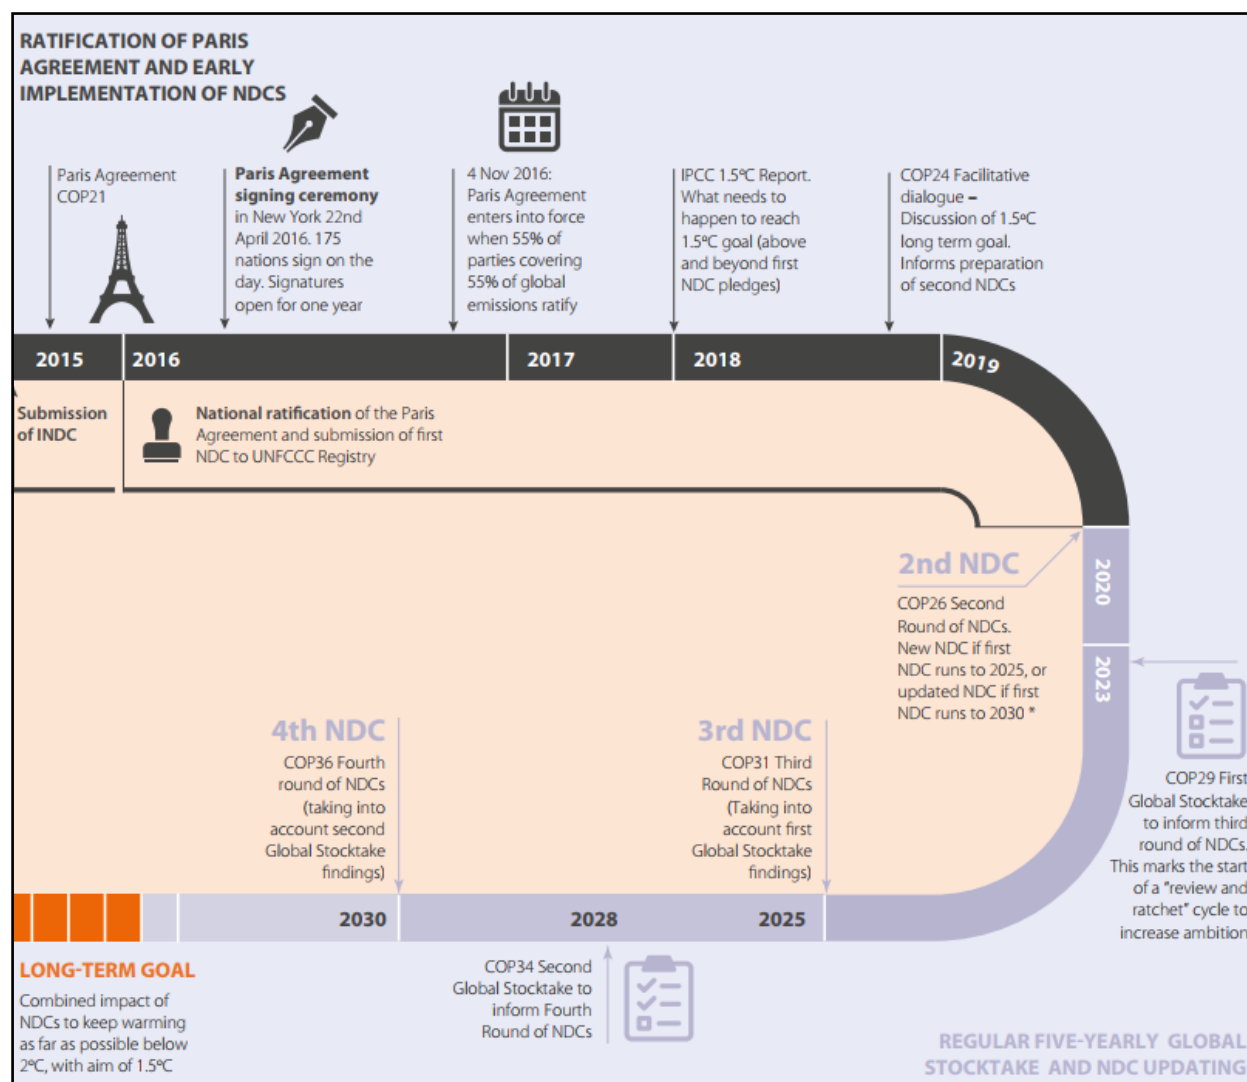 RATIFICATION OF PARIS
AGREEMENT AND EARLY
IMPLEMENTATION OF NDCS
Paris Agreement
COP21
Paris Agreement
signing ceremony
in New York 22nd
April 2016. 175
nations sign on the
day. Signatures
open for one year
4 Nov 2016:
Paris Agreement
enters into force
when 55% of
parties covering
55% of global
emissions ratify
IPCC 1.5ºC Report.
What needs to
happen to reach
1.5ºC goal (above
and beyond first
NDC pledges)
COP24 Facilitative
dialogue –
Discussion of 1.5ºC
long term goal.
Informs preparation
of second NDCs
2015
2016
2017
2018
2019
Submission
of INDC
National ratification of the Paris
Agreement and submission of first
NDC to UNFCCC Registry
2nd NDC
COP26 Second
Round of NDCs.
New NDC if first
NDC runs to 2025, or
updated NDC if first
NDC runs to 2030 *
2020
2023
COP29 First
Global Stocktake
to inform third
round of NDCs.
This marks the start
of a “review and
ratchet” cycle to
increase ambition
3rd NDC
COP31 Third
Round of NDCs
(Taking into
account first
Global Stocktake
findings)
4th NDC
COP36 Fourth
round of NDCs
(taking into
account second
Global Stocktake
findings)
2030
2028
2025
LONG-TERM GOAL
Combined impact of
NDCs to keep warming
as far as possible below
2ºC, with aim of 1.5ºC
COP34 Second
Global Stocktake to
inform Fourth
Round of NDCs
REGULAR FIVE-YEARLY GLOBAL
STOCKTAKE AND NDC UPDATING